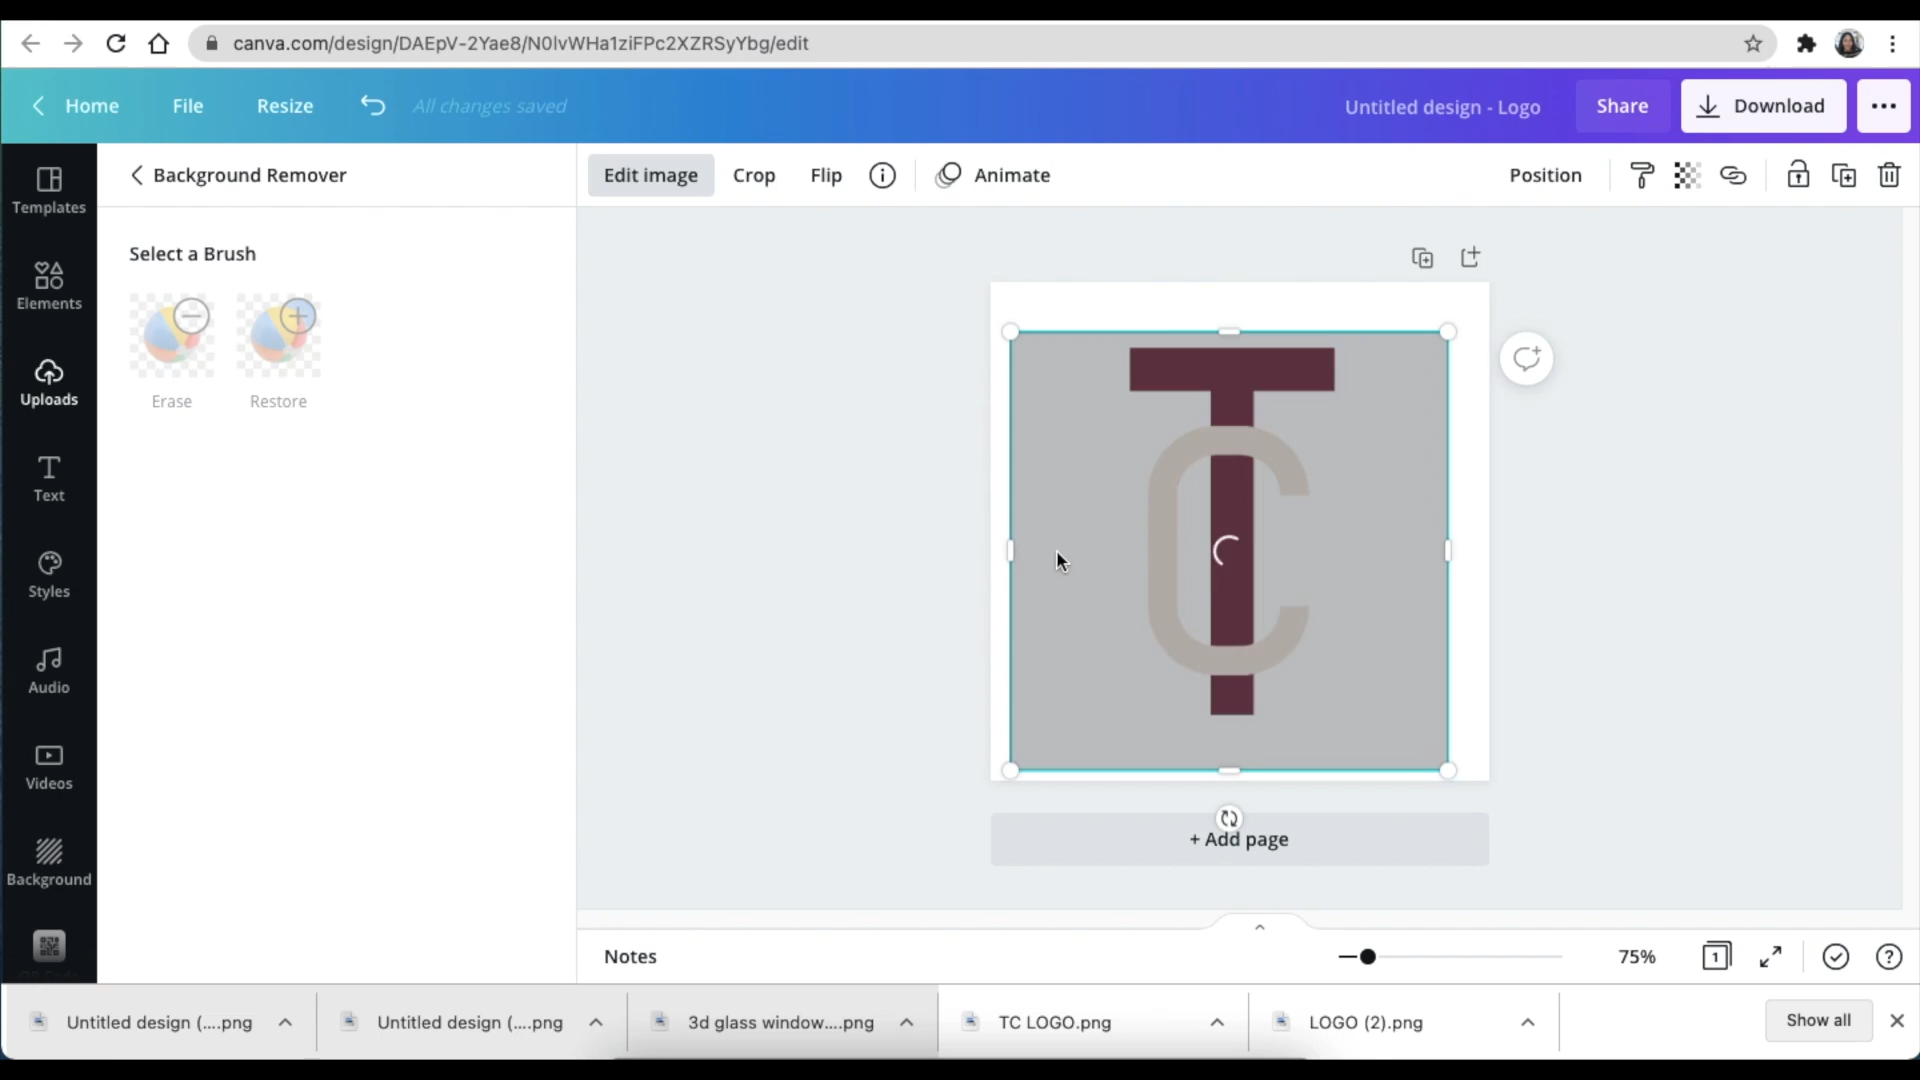 canva.com/design/DAEpV-2Yae8/N0lvWHa1ziFPc2XZRSyYbg/edit
Home File Resize All changes saved Untitled design - Logo Share Download
Templates
Elements
Uploads
Text
Styles
Audio
Videos
Background
Background Remover
Select a Brush
Erase Restore
Edit image Crop Flip Animate Position
T
C
+ Add page
Notes 75% 1
Untitled design (....png Untitled design (....png 3d glass window....png TC LOGO.png LOGO (2).png Show all